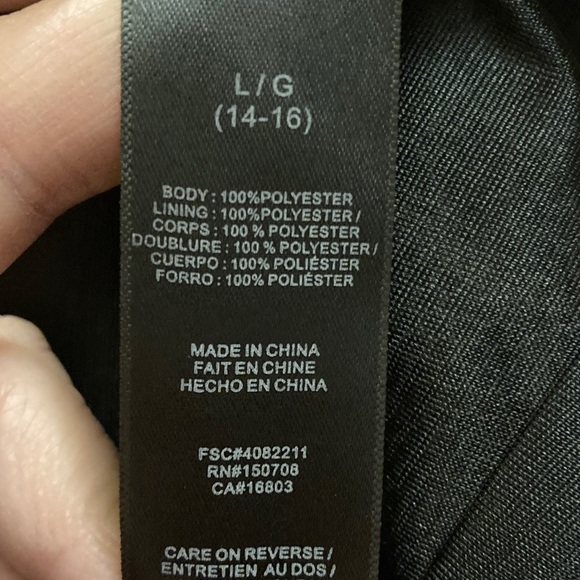 L / G
(14-16)
BODY : 100%POLYESTER
LINING : 100%POLYESTER /
CORPS : 100 % POLYESTER
DOUBLURE : 100 % POLYESTER /
CUERPO : 100% POLIÉSTER
FORRO : 100% POLIÉSTER
MADE IN CHINA
FAIT EN CHINE
HECHO EN CHINA
FSC#4082211
RN#150708
CA#16803
CARE ON REVERSE /
ENTRETIEN AU DOS /